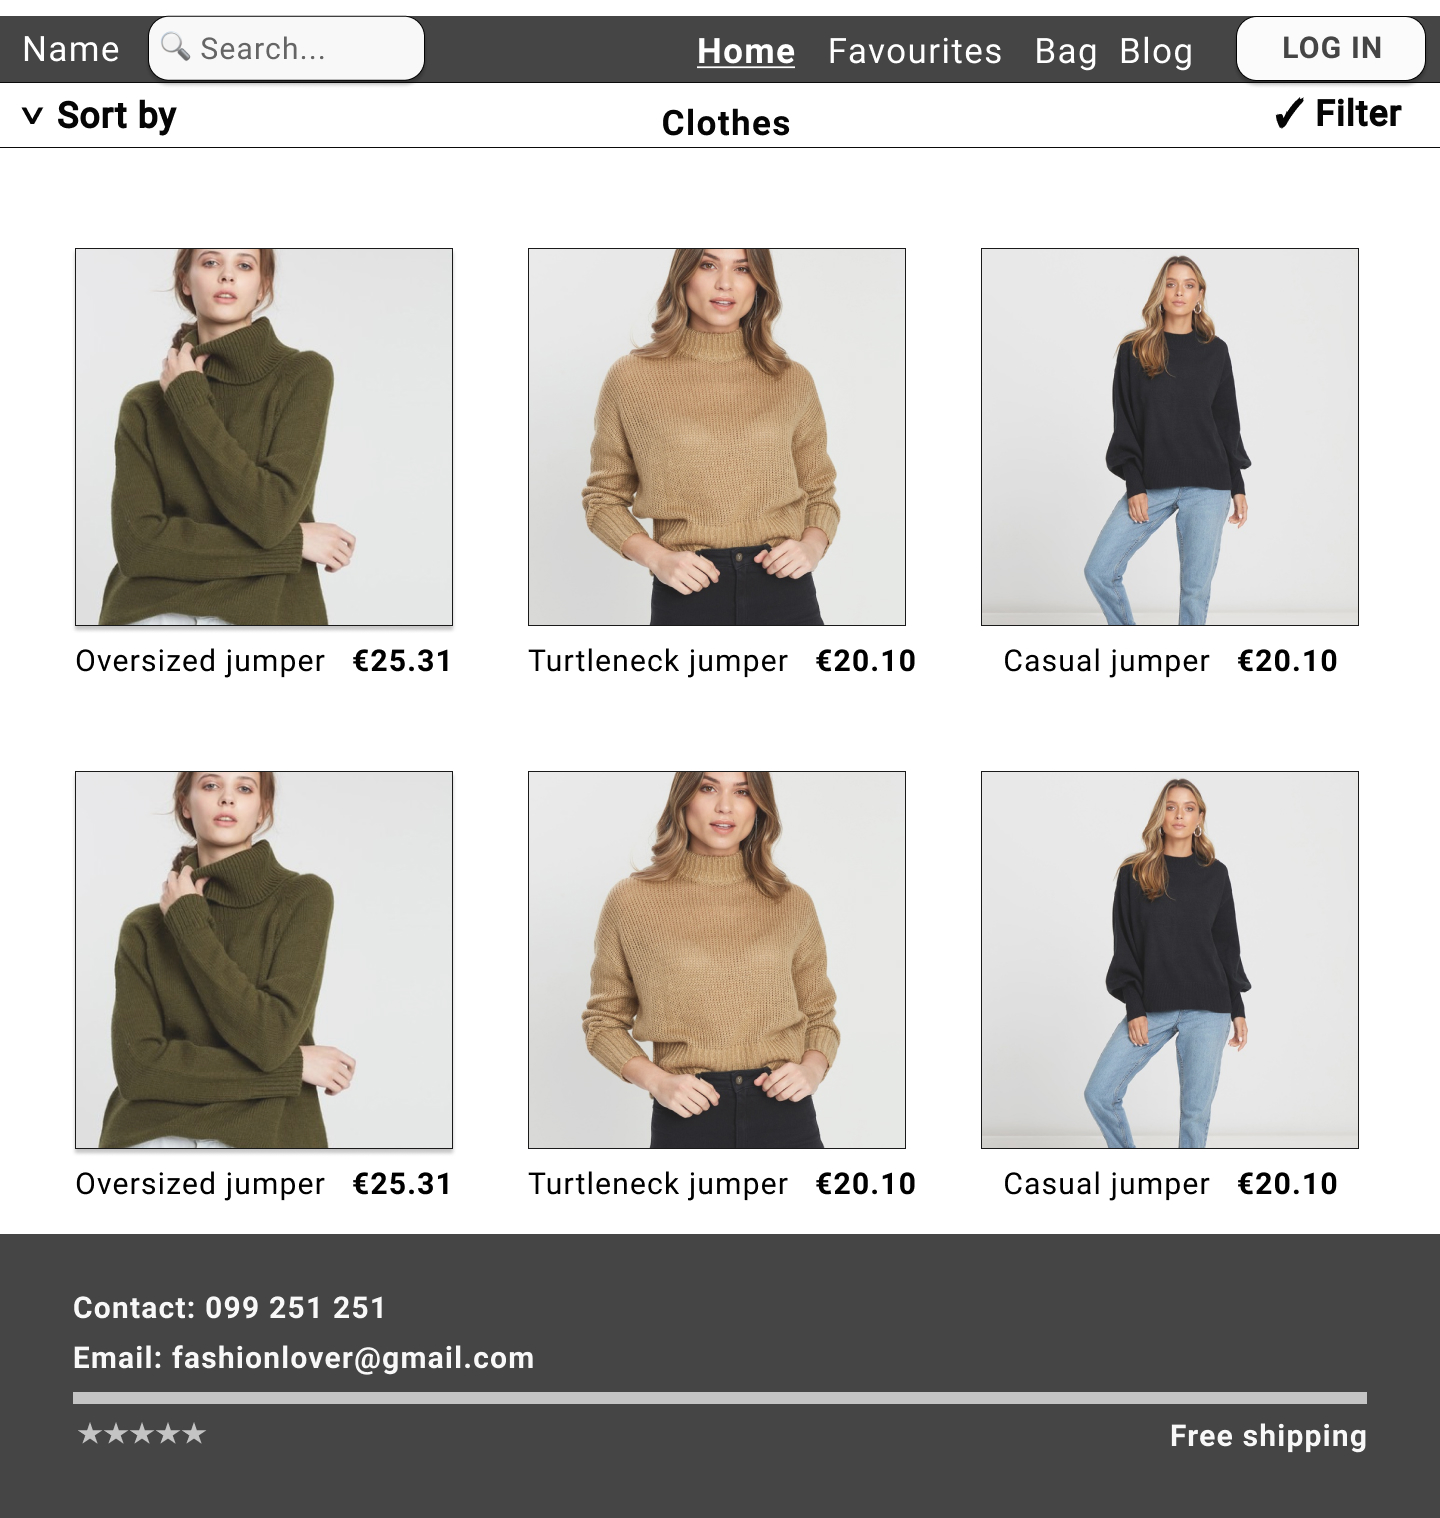 Name 🔍 Search... Home Favourites Bag Blog LOG IN
v Sort by Clothes ✓ Filter
Oversized jumper €25.31 Turtleneck jumper €20.10 Casual jumper €20.10
Oversized jumper €25.31 Turtleneck jumper €20.10 Casual jumper €20.10
Contact: 099 251 251
Email: fashionlover@gmail.com
★★★★★ Free shipping